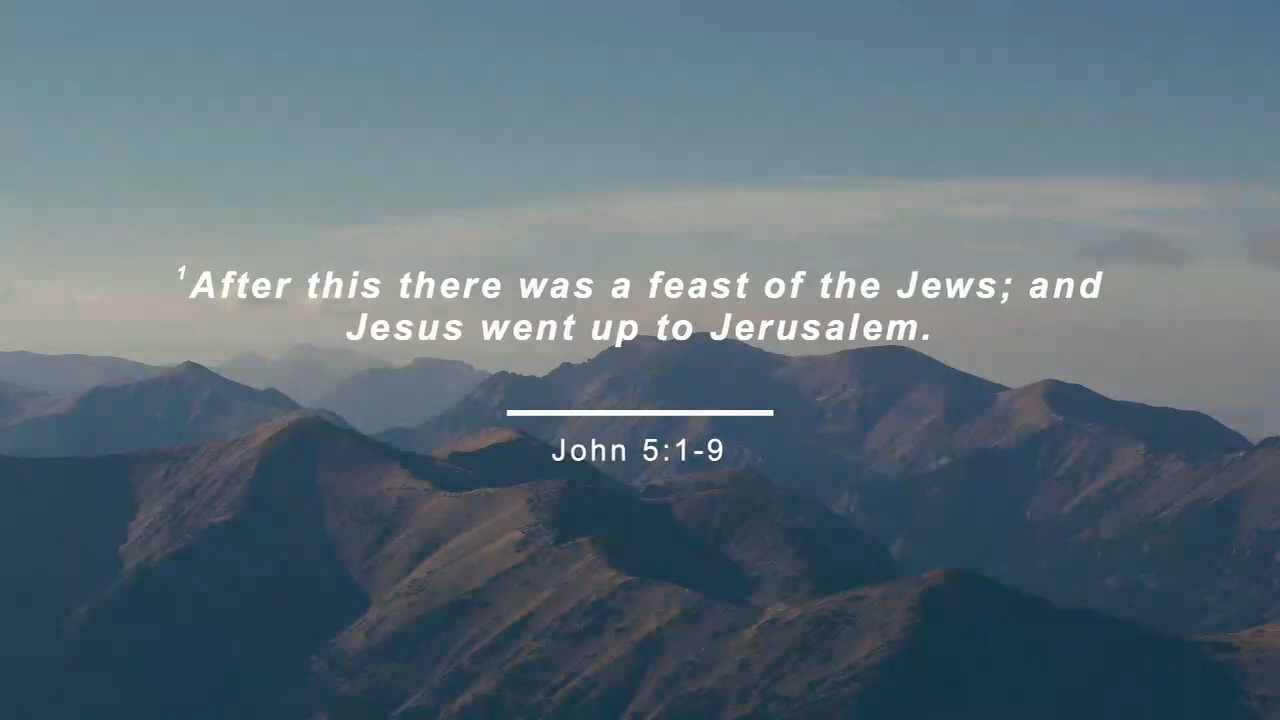 ¹After this there was a feast of the Jews; and
Jesus went up to Jerusalem.
John 5:1-9